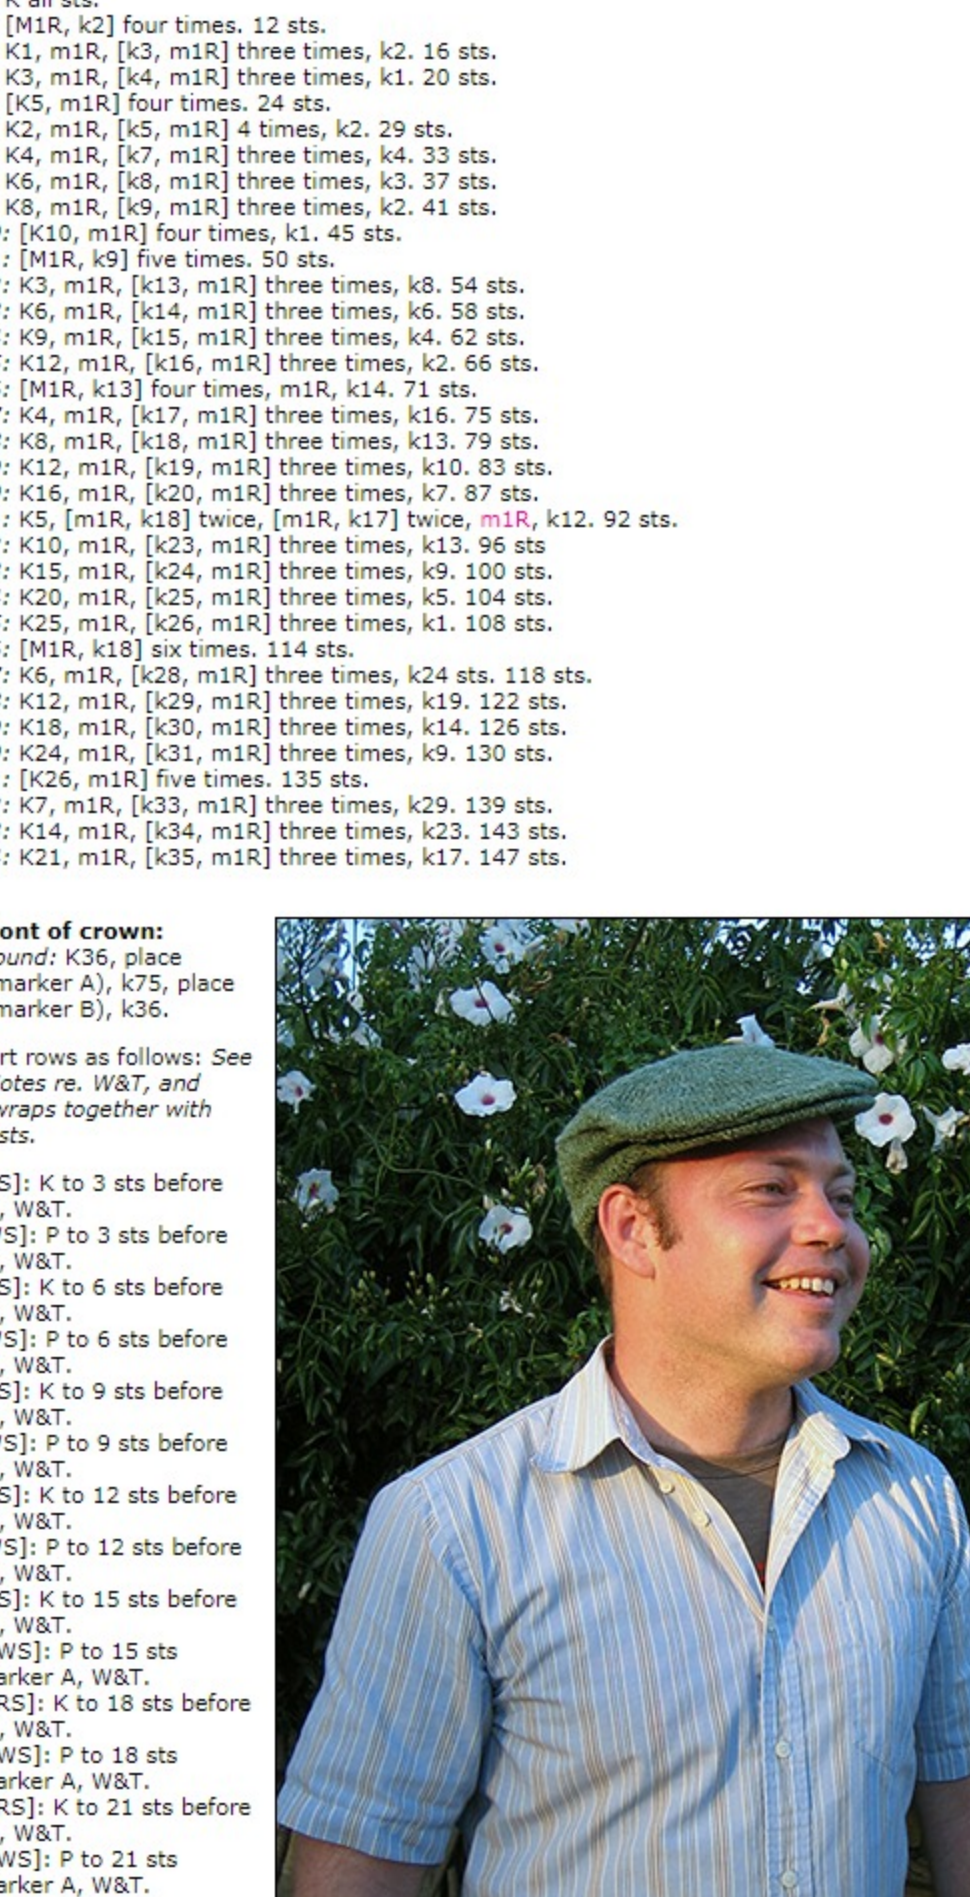 K all sts.
[M1R, k2] four times. 12 sts.
K1, m1R, [k3, m1R] three times, k2. 16 sts.
K3, m1R, [k4, m1R] three times, k1. 20 sts.
[K5, m1R] four times. 24 sts.
K2, m1R, [k5, m1R] 4 times, k2. 29 sts.
K4, m1R, [k7, m1R] three times, k4. 33 sts.
K6, m1R, [k8, m1R] three times, k3. 37 sts.
K8, m1R, [k9, m1R] three times, k2. 41 sts.
: [K10, m1R] four times, k1. 45 sts.
: [M1R, k9] five times. 50 sts.
: K3, m1R, [k13, m1R] three times, k8. 54 sts.
: K6, m1R, [k14, m1R] three times, k6. 58 sts.
: K9, m1R, [k15, m1R] three times, k4. 62 sts.
: K12, m1R, [k16, m1R] three times, k2. 66 sts.
: [M1R, k13] four times, m1R, k14. 71 sts.
: K4, m1R, [k17, m1R] three times, k16. 75 sts.
: K8, m1R, [k18, m1R] three times, k13. 79 sts.
: K12, m1R, [k19, m1R] three times, k10. 83 sts.
: K16, m1R, [k20, m1R] three times, k7. 87 sts.
: K5, [m1R, k18] twice, [m1R, k17] twice, m1R, k12. 92 sts.
: K10, m1R, [k23, m1R] three times, k13. 96 sts
: K15, m1R, [k24, m1R] three times, k9. 100 sts.
: K20, m1R, [k25, m1R] three times, k5. 104 sts.
: K25, m1R, [k26, m1R] three times, k1. 108 sts.
: [M1R, k18] six times. 114 sts.
: K6, m1R, [k28, m1R] three times, k24 sts. 118 sts.
: K12, m1R, [k29, m1R] three times, k19. 122 sts.
: K18, m1R, [k30, m1R] three times, k14. 126 sts.
: K24, m1R, [k31, m1R] three times, k9. 130 sts.
: [K26, m1R] five times. 135 sts.
: K7, m1R, [k33, m1R] three times, k29. 139 sts.
: K14, m1R, [k34, m1R] three times, k23. 143 sts.
: K21, m1R, [k35, m1R] three times, k17. 147 sts.
ont of crown:
ound: K36, place
marker A), k75, place
marker B), k36.
rt rows as follows: See
otes re. W&T, and
wraps together with
sts.
S]: K to 3 sts before
, W&T.
WS]: P to 3 sts before
, W&T.
S]: K to 6 sts before
, W&T.
WS]: P to 6 sts before
, W&T.
S]: K to 9 sts before
, W&T.
WS]: P to 9 sts before
, W&T.
S]: K to 12 sts before
, W&T.
WS]: P to 12 sts before
, W&T.
S]: K to 15 sts before
, W&T.
WS]: P to 15 sts
arker A, W&T.
RS]: K to 18 sts before
, W&T.
WS]: P to 18 sts
arker A, W&T.
RS]: K to 21 sts before
, W&T.
WS]: P to 21 sts
arker A, W&T.